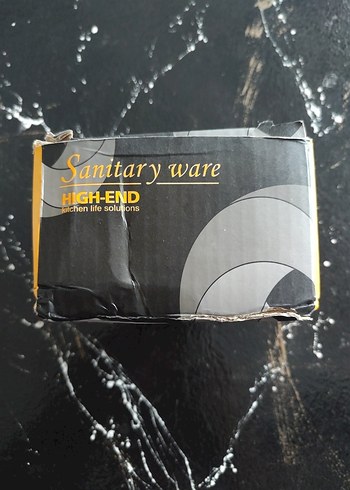 Sanitary ware
HIGH-END
kitchen life solutions